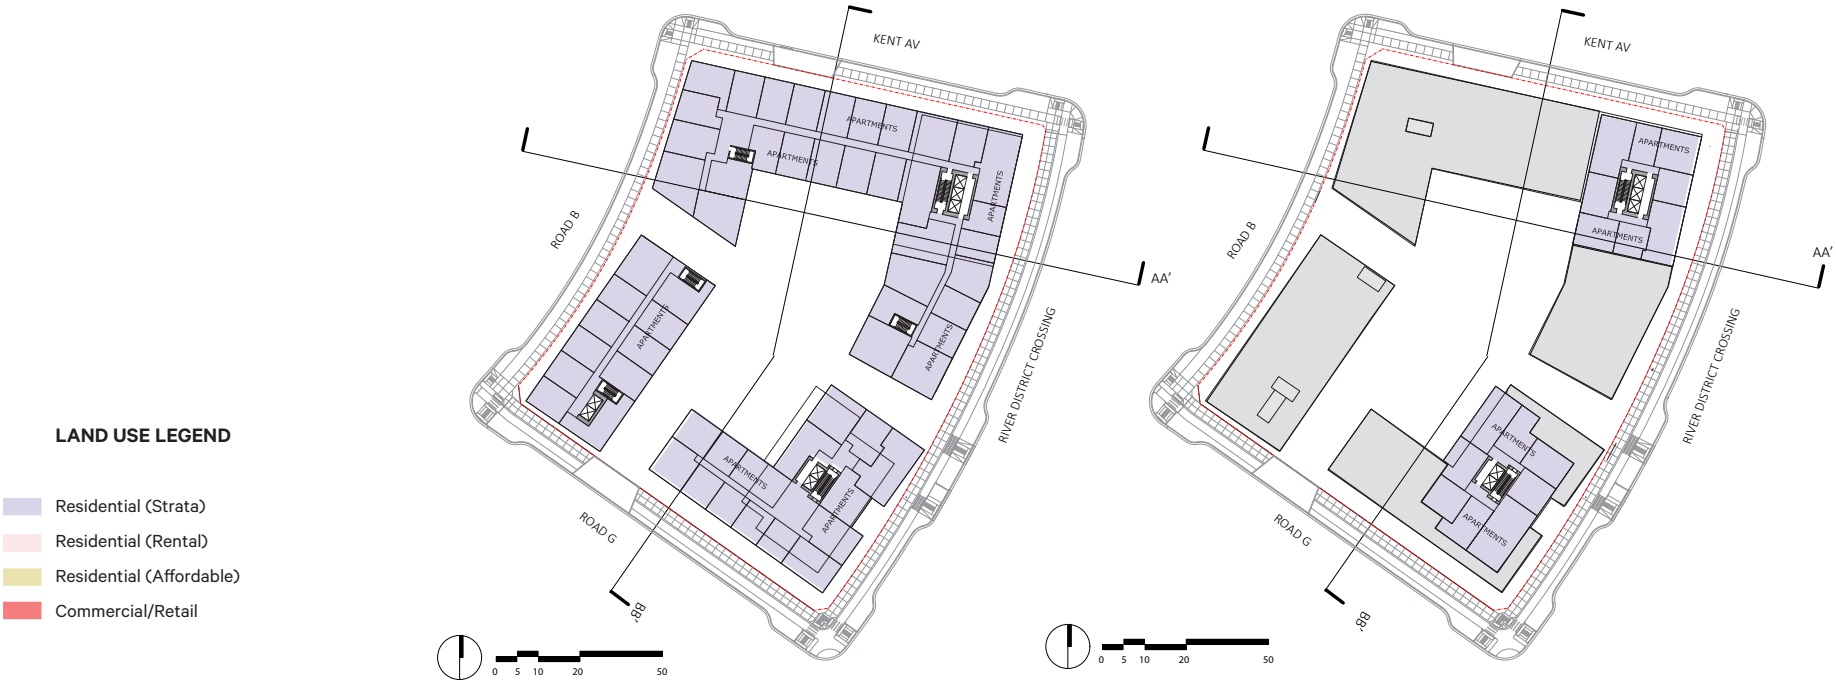 LAND USE LEGEND
Residential (Strata)
Residential (Rental)
Residential (Affordable)
Commercial/Retail
KENT AV
APARTMENTS
APARTMENTS
APARTMENTS
ROAD B
AA'
APARTMENTS
APARTMENTS
RIVER DISTRICT CROSSING
APARTMENTS
APARTMENTS
ROAD G
BB'
0 5 10 20 50
KENT AV
APARTMENTS
ROAD B
APARTMENTS
AA'
RIVER DISTRICT CROSSING
APARTMENTS
APARTMENTS
ROAD G
BB'
0 5 10 20 50